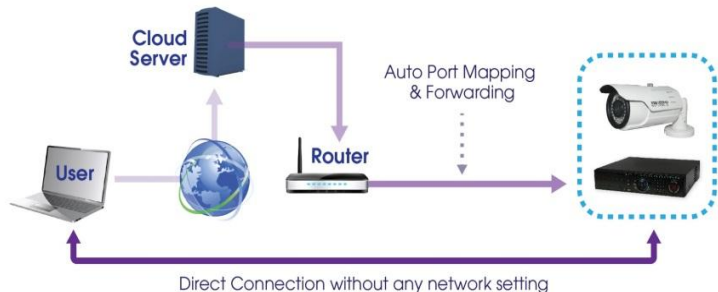 Cloud
Server
Auto Port Mapping
& Forwarding
User
Router
Direct Connection without any network setting